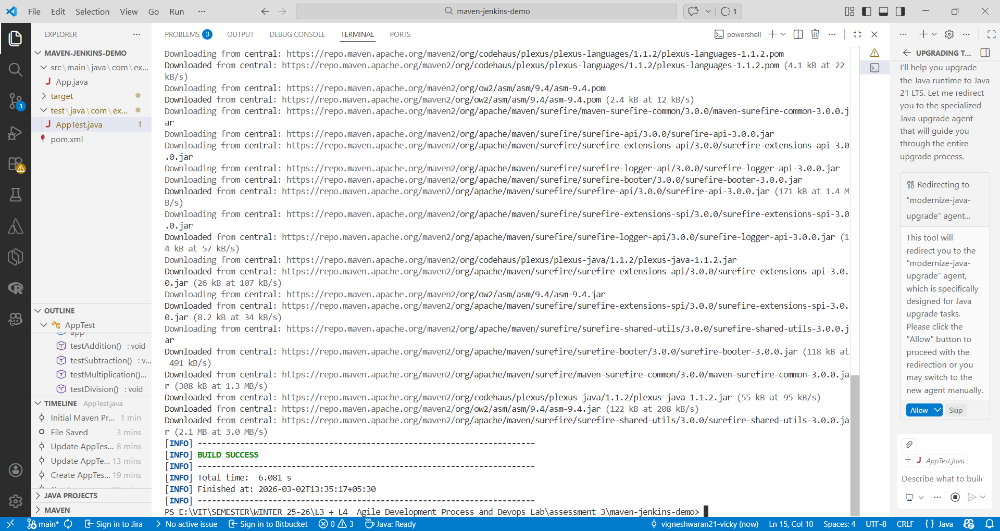 File Edit Selection View Go Run ···
maven-jenkins-demo
1
EXPLORER ···
MAVEN-JENKINS-DEMO
src\main\java\com\ex...
J App.java
target
test\java\com\ex...
J AppTest.java 1
pom.xml
3
OUTLINE
AppTest
app
testAddition() : void
testSubtraction() : v...
testMultiplication()...
testDivision() : void
TIMELINE AppTest.java
Initial Maven Pr... 1 min
File Saved 3 mins
Update AppTes... 8 mins
Update AppTe... 13 mins
Create AppTes... 19 mins
JAVA PROJECTS
MAVEN
PROBLEMS 3 OUTPUT DEBUG CONSOLE TERMINAL PORTS
powershell
Downloading from central: https://repo.maven.apache.org/maven2/org/codehaus/plexus/plexus-languages/1.1.2/plexus-languages-1.1.2.pom
Downloaded from central: https://repo.maven.apache.org/maven2/org/codehaus/plexus/plexus-languages/1.1.2/plexus-languages-1.1.2.pom (4.1 kB at 22
kB/s)
Downloading from central: https://repo.maven.apache.org/maven2/org/ow2/asm/asm/9.4/asm-9.4.pom
Downloaded from central: https://repo.maven.apache.org/maven2/org/ow2/asm/asm/9.4/asm-9.4.pom (2.4 kB at 12 kB/s)
Downloading from central: https://repo.maven.apache.org/maven2/org/apache/maven/surefire/maven-surefire-common/3.0.0/maven-surefire-common-3.0.0.j
ar
Downloading from central: https://repo.maven.apache.org/maven2/org/apache/maven/surefire/surefire-api/3.0.0/surefire-api-3.0.0.jar
Downloading from central: https://repo.maven.apache.org/maven2/org/apache/maven/surefire/surefire-extensions-api/3.0.0/surefire-extensions-api-3.0
.0.jar
Downloading from central: https://repo.maven.apache.org/maven2/org/apache/maven/surefire/surefire-logger-api/3.0.0/surefire-logger-api-3.0.0.jar
Downloading from central: https://repo.maven.apache.org/maven2/org/apache/maven/surefire/surefire-booter/3.0.0/surefire-booter-3.0.0.jar
Downloaded from central: https://repo.maven.apache.org/maven2/org/apache/maven/surefire/surefire-api/3.0.0/surefire-api-3.0.0.jar (171 kB at 1.4 M
B/s)
Downloading from central: https://repo.maven.apache.org/maven2/org/apache/maven/surefire/surefire-extensions-spi/3.0.0/surefire-extensions-spi-3.0
.0.jar
Downloaded from central: https://repo.maven.apache.org/maven2/org/apache/maven/surefire/surefire-logger-api/3.0.0/surefire-logger-api-3.0.0.jar (1
4 kB at 57 kB/s)
Downloading from central: https://repo.maven.apache.org/maven2/org/codehaus/plexus/plexus-java/1.1.2/plexus-java-1.1.2.jar
Downloaded from central: https://repo.maven.apache.org/maven2/org/apache/maven/surefire/surefire-extensions-api/3.0.0/surefire-extensions-api-3.0.
0.jar (26 kB at 107 kB/s)
Downloading from central: https://repo.maven.apache.org/maven2/org/ow2/asm/asm/9.4/asm-9.4.jar
Downloaded from central: https://repo.maven.apache.org/maven2/org/apache/maven/surefire/surefire-extensions-spi/3.0.0/surefire-extensions-spi-3.0.
0.jar (8.2 kB at 34 kB/s)
Downloading from central: https://repo.maven.apache.org/maven2/org/apache/maven/surefire/surefire-shared-utils/3.0.0/surefire-shared-utils-3.0.0.j
ar
Downloaded from central: https://repo.maven.apache.org/maven2/org/apache/maven/surefire/surefire-booter/3.0.0/surefire-booter-3.0.0.jar (118 kB at
491 kB/s)
Downloaded from central: https://repo.maven.apache.org/maven2/org/apache/maven/surefire/maven-surefire-common/3.0.0/maven-surefire-common-3.0.0.ja
r (308 kB at 1.3 MB/s)
Downloaded from central: https://repo.maven.apache.org/maven2/org/codehaus/plexus/plexus-java/1.1.2/plexus-java-1.1.2.jar (55 kB at 95 kB/s)
Downloaded from central: https://repo.maven.apache.org/maven2/org/ow2/asm/asm/9.4/asm-9.4.jar (122 kB at 208 kB/s)
Downloaded from central: https://repo.maven.apache.org/maven2/org/apache/maven/surefire/surefire-shared-utils/3.0.0/surefire-shared-utils-3.0.0.ja
r (2.1 MB at 3.0 MB/s)
[INFO] ------------------------------------------------------------------------
[INFO] BUILD SUCCESS
[INFO] ------------------------------------------------------------------------
[INFO] Total time:  6.081 s
[INFO] Finished at: 2026-03-02T13:35:17+05:30
[INFO] ------------------------------------------------------------------------
PS E:\VIT\SEMESTER\WINTER 25-26\L3 + L4  Agile Development Process and Devops Lab\assessment 3\maven-jenkins-demo>
UPGRADING T...
I'll help you upgrade
the Java runtime to Java
21 LTS. Let me redirect
you to the specialized
Java upgrade agent
that will guide you
through the entire
upgrade process.
Redirecting to
"modernize-java-
upgrade" agent...
This tool will
redirect you to the
"modernize-java-
upgrade" agent,
which is specifically
designed for Java
upgrade tasks.
Please click the
"Allow" button to
proceed with the
redirection or you
may switch to the
new agent manually.
Allow Skip
+ J AppTest.java
Describe what to build
main* Sign in to Jira No active issue Sign in to Bitbucket 0 3 Java: Ready vigneshwaran21-vicky (now) Ln 15, Col 10 Spaces: 4 UTF-8 CRLF {} Java